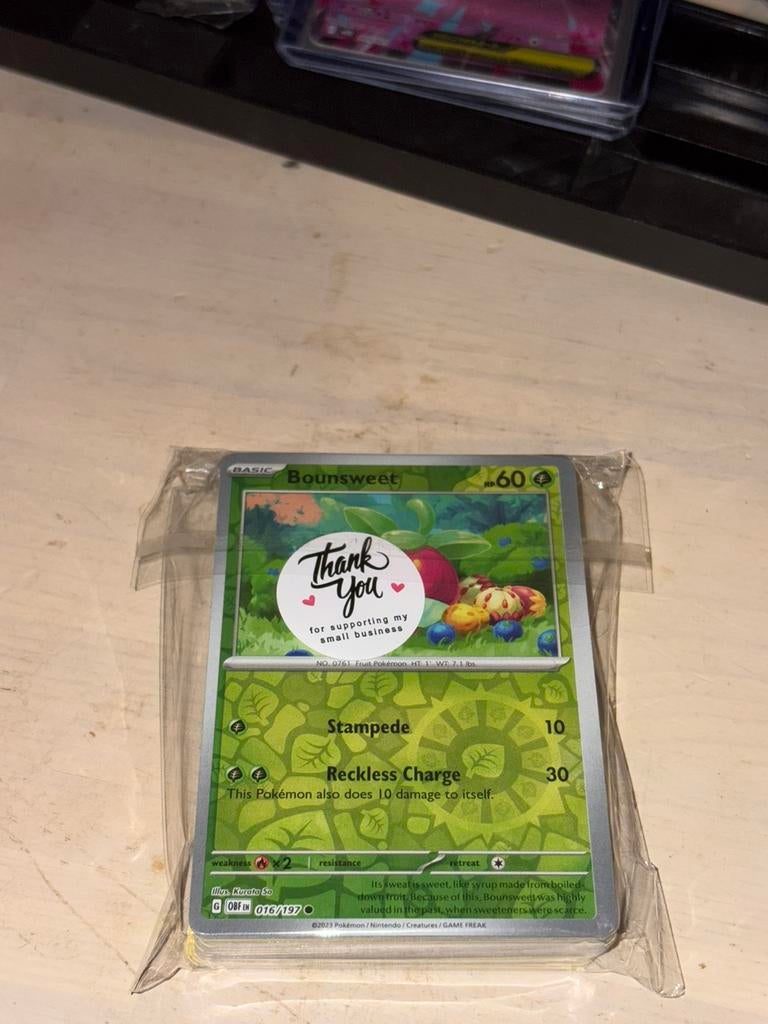 BASIC Bounsweet HP 60
Thank
You
for supporting my
small business
NO. 0761 Fruit Pokémon HT: 1' WT: 7.1 lbs
Stampede 10
Reckless Charge 30
This Pokémon also does 10 damage to itself.
weakness ×2 resistance retreat
Illus. Kurata So
Its sweat is sweet, like syrup made from boiled-
down fruit. Because of this, Bounsweet was highly
valued in the past, when sweeteners were scarce.
G OBF EN 016/197
©2023 Pokémon / Nintendo / Creatures / GAME FREAK